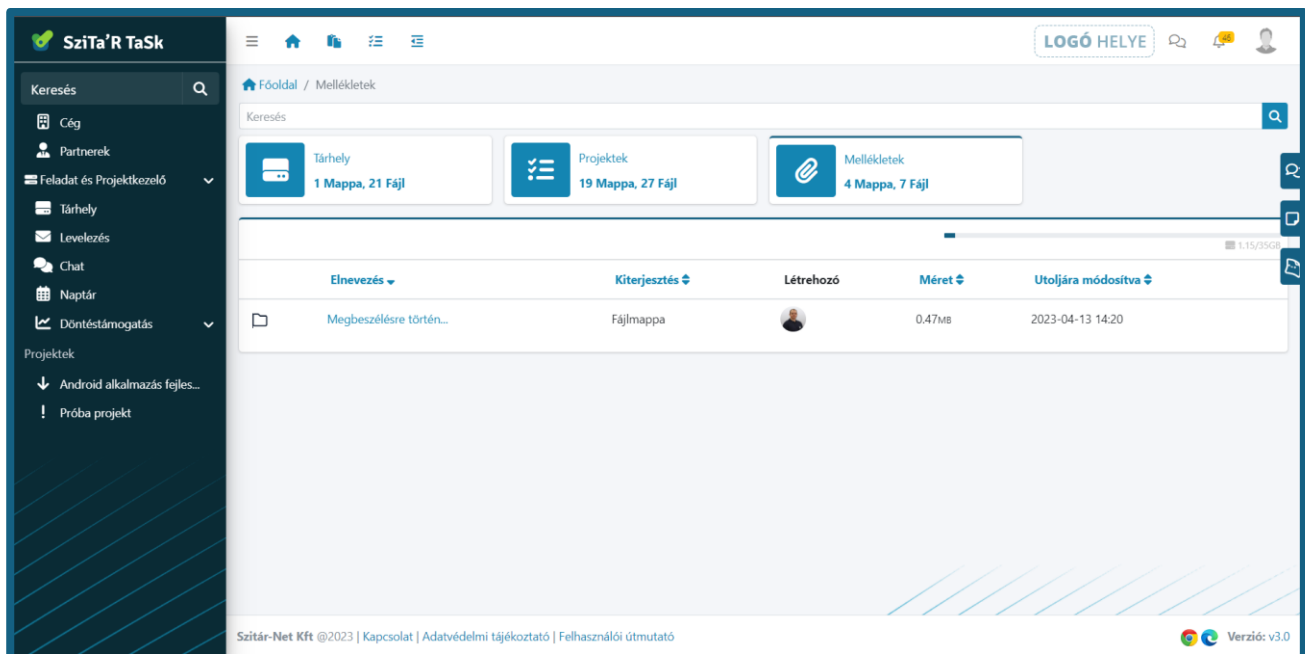 SziTa'R TaSk
LOGÓ HELYE
48
Keresés
Cég
Partnerek
Feladat és Projektkezelő
Tárhely
Levelezés
Chat
Naptár
Döntéstámogatás
Projektek
Android alkalmazás fejles...
Próba projekt
Főoldal / Mellékletek
Keresés
Tárhely
1 Mappa, 21 Fájl
Projektek
19 Mappa, 27 Fájl
Mellékletek
4 Mappa, 7 Fájl
1.15/35GB
Elnevezés Kiterjesztés Létrehozó Méret Utoljára módosítva
Megbeszélésre történ... Fájlmappa 0.47MB 2023-04-13 14:20
Szitár-Net Kft @2023 | Kapcsolat | Adatvédelmi tájékoztató | Felhasználói útmutató
Verzió: v3.0